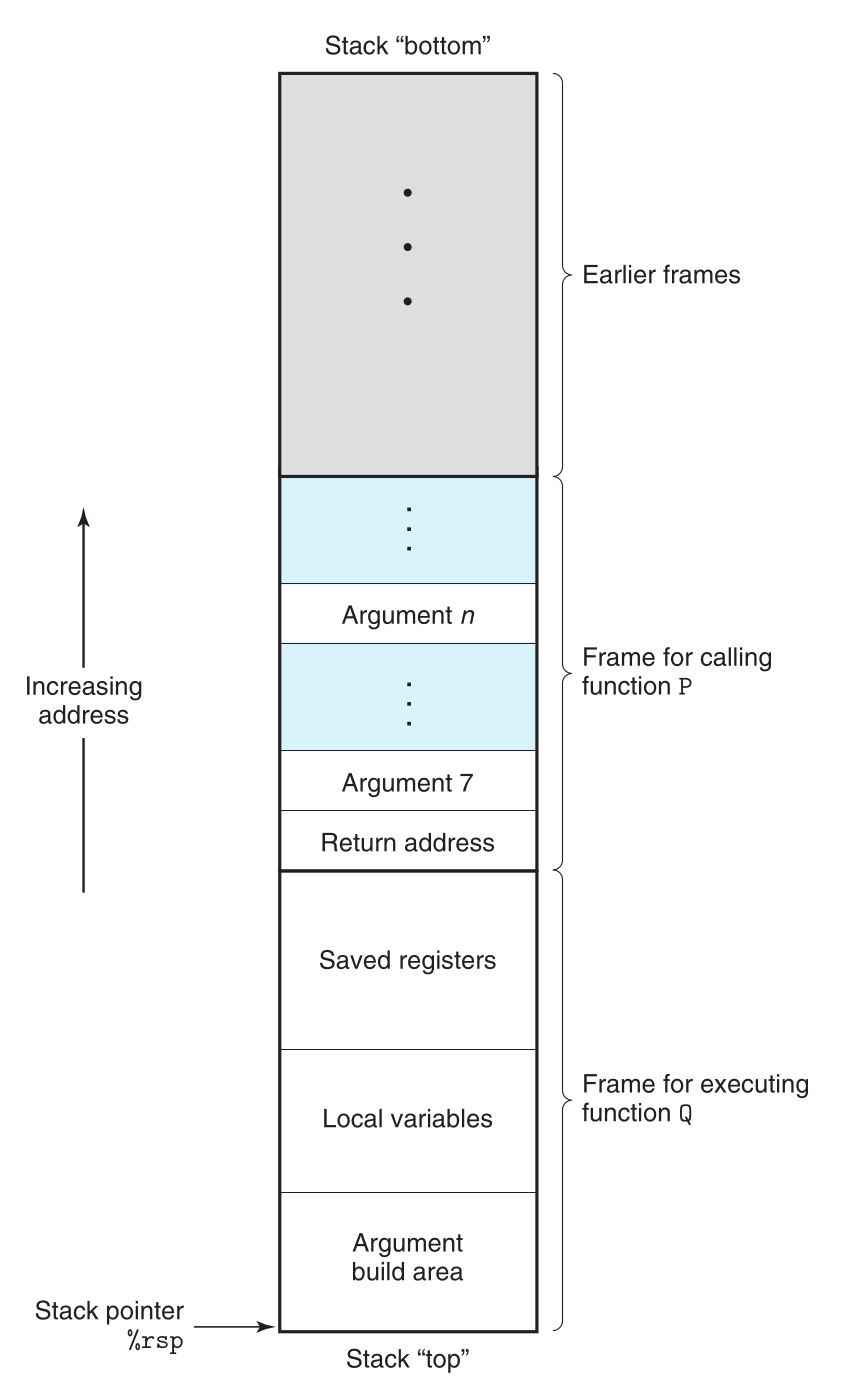 Stack “bottom”
Earlier frames
Argument n
Frame for calling
function P
Increasing
address
Argument 7
Return address
Saved registers
Frame for executing
function Q
Local variables
Argument
build area
Stack pointer
%rsp
Stack “top”